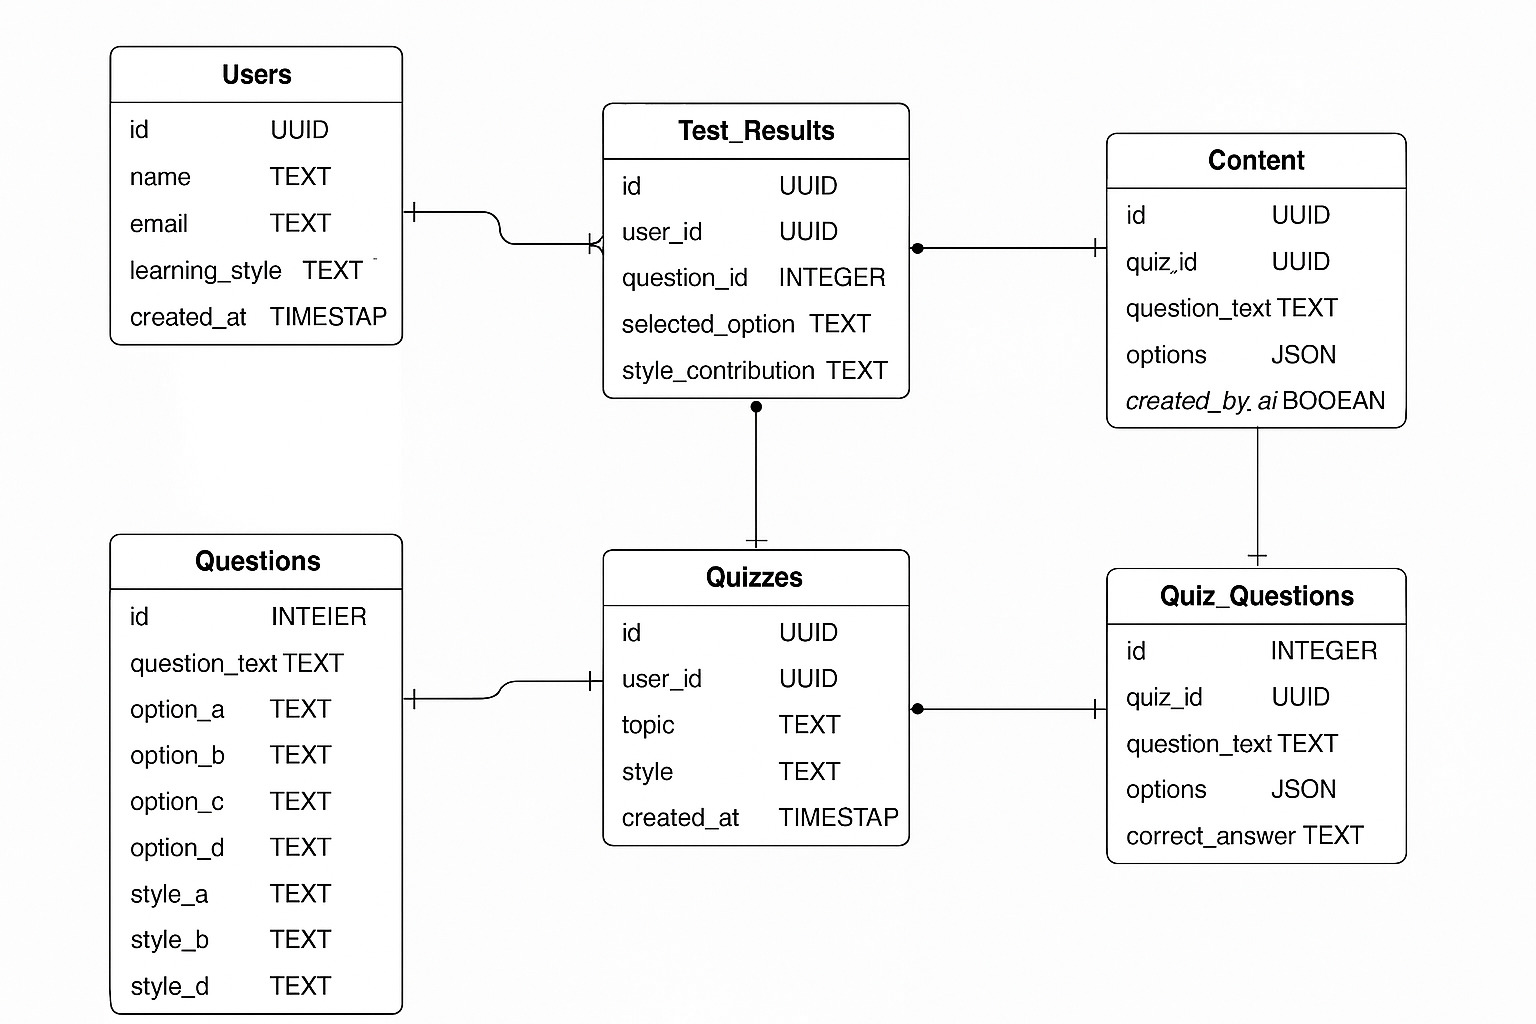 Users
id UUID
name TEXT
email TEXT
learning_style TEXT
created_at TIMESTAP
Test_Results
id UUID
user_id UUID
question_id INTEGER
selected_option TEXT
style_contribution TEXT
Content
id UUID
quiz_id UUID
question_text TEXT
options JSON
created_by_ai BOOEAN
Questions
id INTEIER
question_text TEXT
option_a TEXT
option_b TEXT
option_c TEXT
option_d TEXT
style_a TEXT
style_b TEXT
style_d TEXT
Quizzes
id UUID
user_id UUID
topic TEXT
style TEXT
created_at TIMESTAP
Quiz_Questions
id INTEGER
quiz_id UUID
question_text TEXT
options JSON
correct_answer TEXT